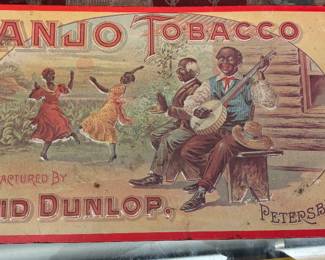 ANJO TOBACCO
ACTURED BY
ID DUNLOP,
PETERSB